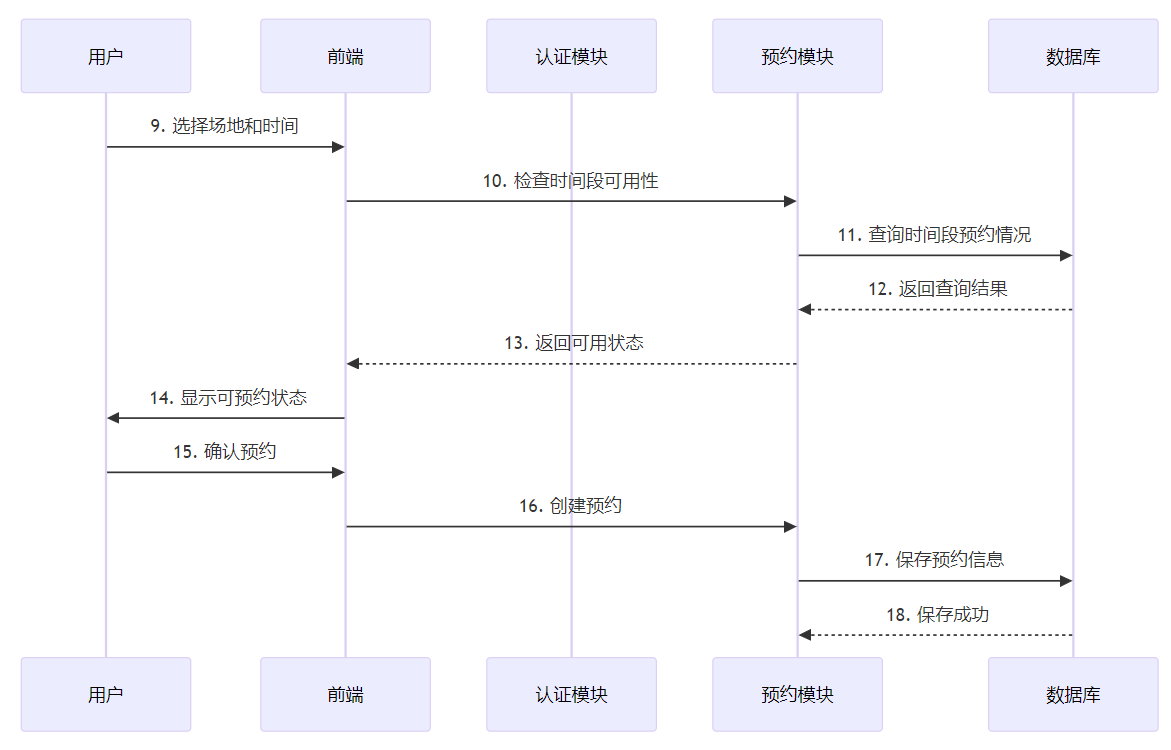 用户
前端
认证模块
预约模块
数据库
9. 选择场地和时间
10. 检查时间段可用性
11. 查询时间段预约情况
12. 返回查询结果
13. 返回可用状态
14. 显示可预约状态
15. 确认预约
16. 创建预约
17. 保存预约信息
18. 保存成功
用户
前端
认证模块
预约模块
数据库